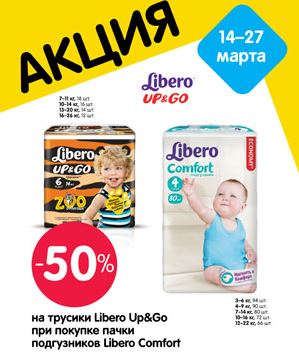 АКЦИЯ
14–27
марта
Libero
UP&GO
7-11 кг, 18 шт.
10-14 кг, 16 шт.
13-20 кг, 14 шт.
16-26 кг, 12 шт.
Libero
UP&GO
6
ZOO
Libero
Comfort
4
80
ECONOMY
-50%
3-6 кг, 94 шт.
4-9 кг, 90 шт.
7-14 кг, 80 шт.
10-16 кг, 72 шт.
12-22 кг, 66 шт.
на трусики Libero Up&Go
при покупке пачки
подгузников Libero Comfort